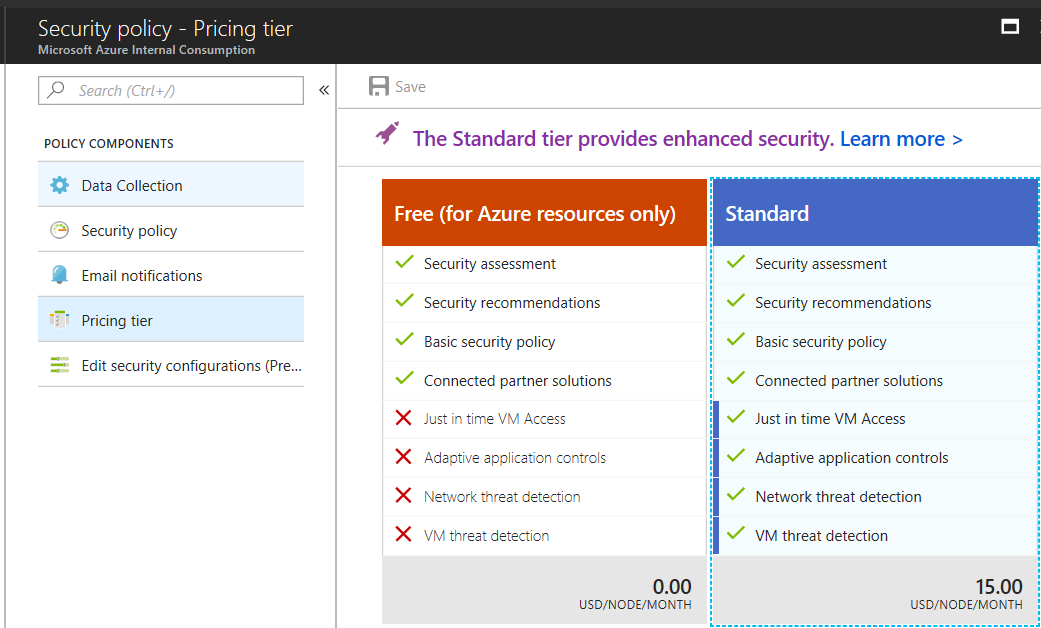 Security policy - Pricing tier
Microsoft Azure Internal Consumption
Search (Ctrl+/)
«
POLICY COMPONENTS
Data Collection
Security policy
Email notifications
Pricing tier
Edit security configurations (Pre...
Save
The Standard tier provides enhanced security. Learn more >
Free (for Azure resources only)
Security assessment
Security recommendations
Basic security policy
Connected partner solutions
Just in time VM Access
Adaptive application controls
Network threat detection
VM threat detection
0.00
USD/NODE/MONTH
Standard
Security assessment
Security recommendations
Basic security policy
Connected partner solutions
Just in time VM Access
Adaptive application controls
Network threat detection
VM threat detection
15.00
USD/NODE/MONTH